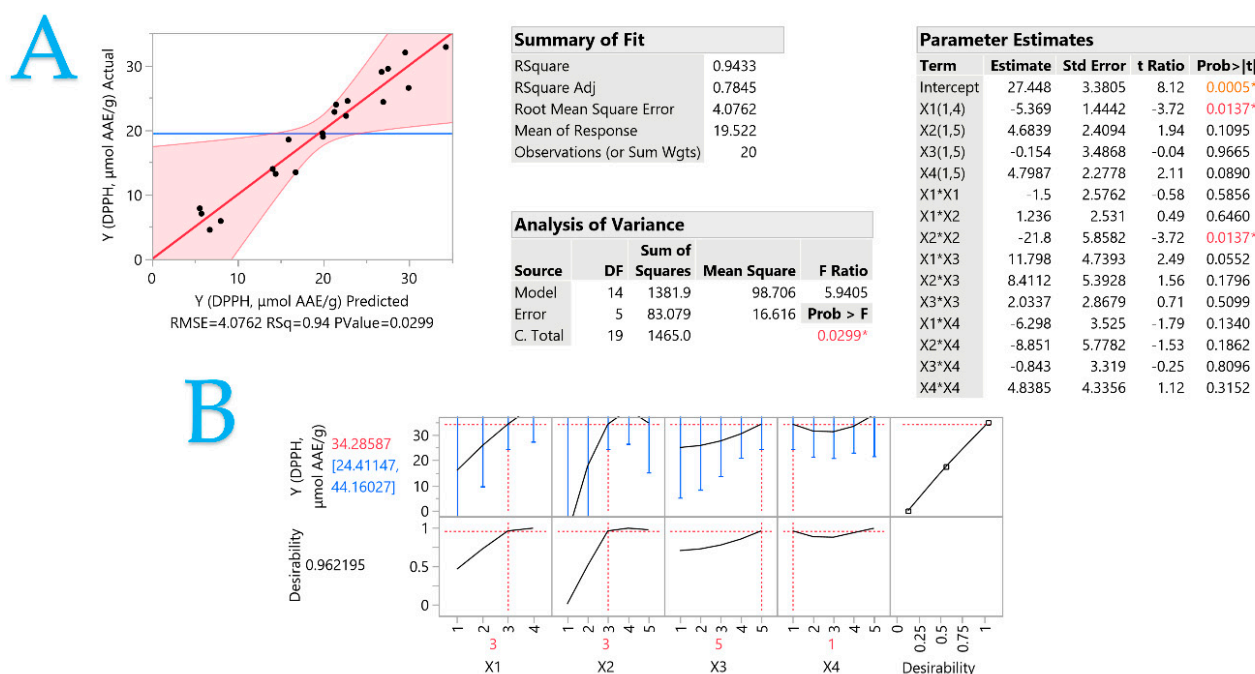 A
Y (DPPH, μmol AAE/g) Actual
30
20
10
0
0 10 20 30
Y (DPPH, μmol AAE/g) Predicted
RMSE=4.0762 RSq=0.94 PValue=0.0299
Summary of Fit
RSquare 0.9433
RSquare Adj 0.7845
Root Mean Square Error 4.0762
Mean of Response 19.522
Observations (or Sum Wgts) 20
Analysis of Variance
Sum of
Source DF Squares Mean Square F Ratio
Model 14 1381.9 98.706 5.9405
Error 5 83.079 16.616 Prob > F
C. Total 19 1465.0 0.0299*
Parameter Estimates
Term Estimate Std Error t Ratio Prob>|t|
Intercept 27.448 3.3805 8.12 0.0005*
X1(1,4) -5.369 1.4442 -3.72 0.0137*
X2(1,5) 4.6839 2.4094 1.94 0.1095
X3(1,5) -0.154 3.4868 -0.04 0.9665
X4(1,5) 4.7987 2.2778 2.11 0.0890
X1*X1 -1.5 2.5762 -0.58 0.5856
X1*X2 1.236 2.531 0.49 0.6460
X2*X2 -21.8 5.8582 -3.72 0.0137*
X1*X3 11.798 4.7393 2.49 0.0552
X2*X3 8.4112 5.3928 1.56 0.1796
X3*X3 2.0337 2.8679 0.71 0.5099
X1*X4 -6.298 3.525 -1.79 0.1340
X2*X4 -8.851 5.7782 -1.53 0.1862
X3*X4 -0.843 3.319 -0.25 0.8096
X4*X4 4.8385 4.3356 1.12 0.3152
B
Y (DPPH, μmol AAE/g)
34.28587
[24.41147,
44.16027]
30
20
10
0
Desirability
0.962195
1
0.5
0
1 2 3 4
3
X1
1 2 3 4 5
3
X2
1 2 3 4 5
5
X3
1 2 3 4 5
1
X4
0 0.25 0.5 0.75 1
Desirability